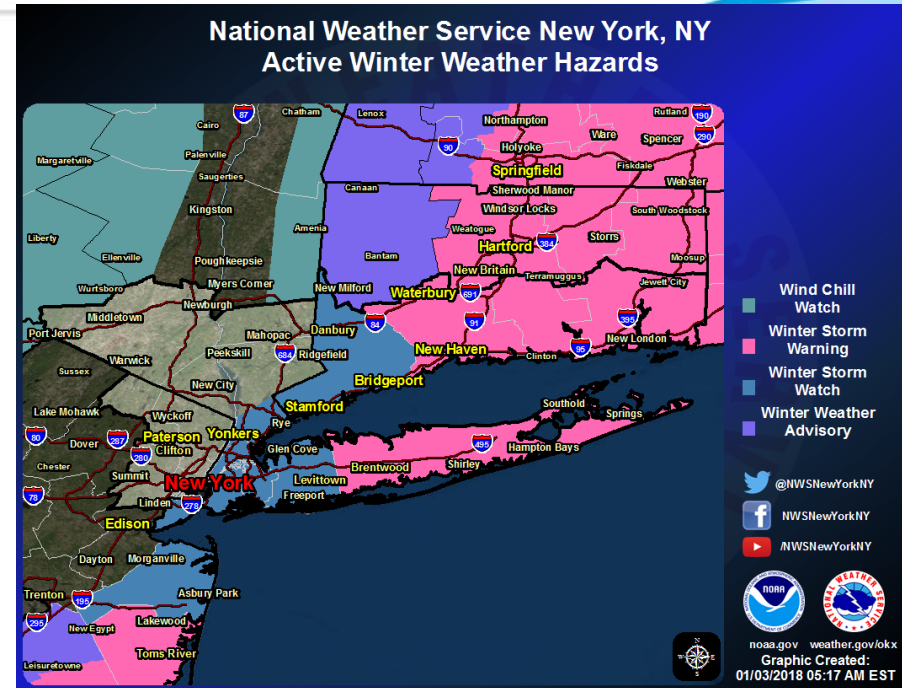 National Weather Service New York, NY
Active Winter Weather Hazards
87
Chatham
Lenox
Northampton
Rutland
190
Cairo
90
Holyoke
Ware
Spencer
290
Margaretville
Palenville
Saugerties
Springfield
Fiskdale
Webster
Canaan
Sherwood Manor
Kingston
Windsor Locks
South Woodstock
Liberty
Amenia
Weatogue
Hartford
384
Storrs
Ellenville
Poughkeepsie
Bantam
New Britain
Moosup
Wurtsboro
Myers Corner
New Milford
Waterbury
691
Terramuggus
Jewett City
Middletown
Newburgh
Port Jervis
Mahopac
Danbury
84
91
395
Warwick
Peekskill
684
Ridgefield
New Haven
95
New London
Sussex
Clinton
New City
Bridgeport
Lake Mohawk
Wyckoff
Stamford
Southold
Springs
80
Dover
287
Paterson
Yonkers
Rye
Clifton
280
Glen Cove
495
Hampton Bays
Chester
Summit
New York
Levittown
Brentwood
Shirley
78
Linden
278
Freeport
Edison
Dayton
Morganville
Trenton
195
Asbury Park
295
New Egypt
Lakewood
Toms River
Leisuretowne
N
W
E
S
Wind Chill
Watch
Winter Storm
Warning
Winter Storm
Watch
Winter Weather
Advisory
@NWSNewYorkNY
NWSNewYorkNY
/NWSNewYorkNY
NOAA
NATIONAL WEATHER SERVICE
noaa.gov weather.gov/okx
Graphic Created:
01/03/2018 05:17 AM EST